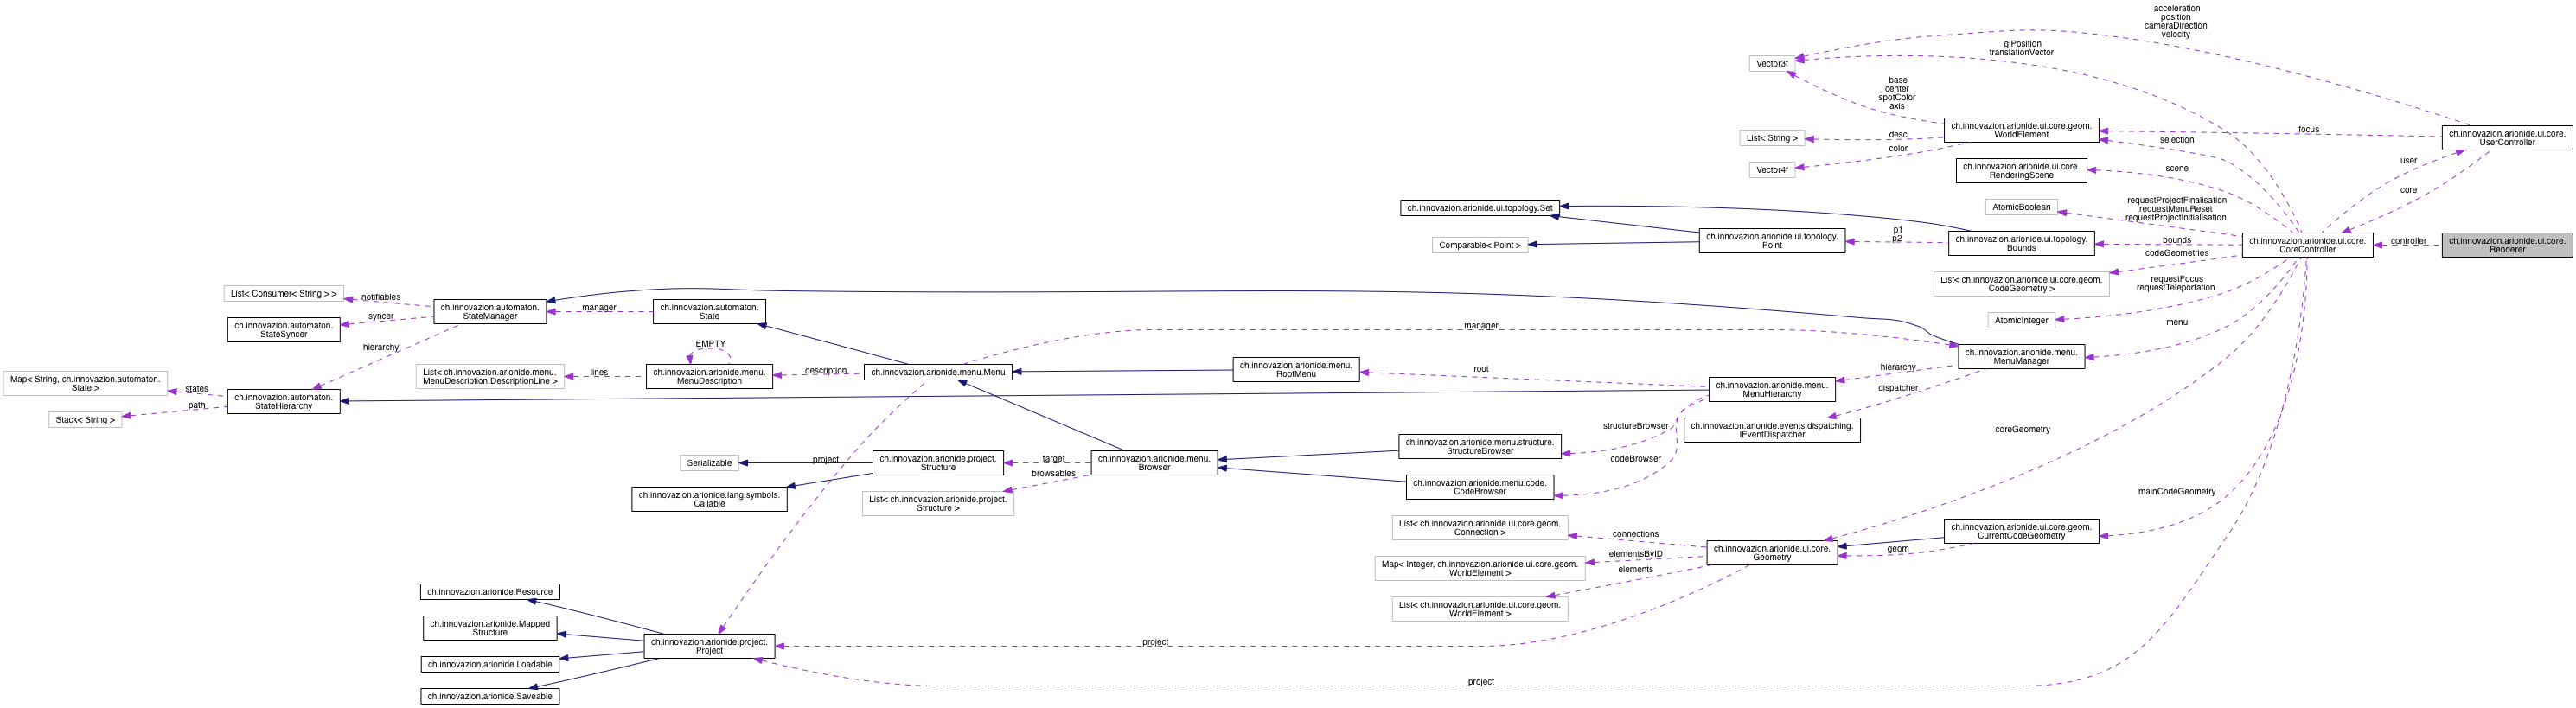 acceleration
position
cameraDirection
velocity
glPosition
translationVector
Vector3f
base
center
spotColor
axis
ch.innovazion.arionide.ui.core.geom.
WorldElement
focus
ch.innovazion.arionide.ui.core.
UserController
List< String >
desc
selection
color
Vector4f
ch.innovazion.arionide.ui.core.
RenderingScene
scene
user
core
ch.innovazion.arionide.ui.topology.Set
AtomicBoolean
requestProjectFinalisation
requestMenuReset
requestProjectInitialisation
Comparable< Point >
ch.innovazion.arionide.ui.topology.
Point
p1
p2
ch.innovazion.arionide.ui.topology.
Bounds
bounds
ch.innovazion.arionide.ui.core.
CoreController
controller
ch.innovazion.arionide.ui.core.
Renderer
codeGeometries
List< ch.innovazion.arionide.ui.core.geom.
CodeGeometry >
requestFocus
requestTeleportation
List< Consumer< String > >
notifiables
ch.innovazion.automaton.
StateManager
manager
ch.innovazion.automaton.
State
syncer
ch.innovazion.automaton.
StateSyncer
AtomicInteger
menu
manager
hierarchy
EMPTY
ch.innovazion.arionide.menu.
MenuManager
Map< String, ch.innovazion.automaton.
State >
states
List< ch.innovazion.arionide.menu.
MenuDescription.DescriptionLine >
lines
ch.innovazion.arionide.menu.
MenuDescription
description
ch.innovazion.arionide.menu.Menu
ch.innovazion.arionide.menu.
RootMenu
root
hierarchy
ch.innovazion.arionide.menu.
MenuHierarchy
dispatcher
ch.innovazion.automaton.
StateHierarchy
path
Stack< String >
structureBrowser
ch.innovazion.arionide.events.dispatching.
IEventDispatcher
coreGeometry
ch.innovazion.arionide.menu.structure.
StructureBrowser
codeBrowser
Serializable
project
ch.innovazion.arionide.project.
Structure
target
browsables
ch.innovazion.arionide.menu.
Browser
ch.innovazion.arionide.menu.code.
CodeBrowser
ch.innovazion.arionide.lang.symbols.
Callable
List< ch.innovazion.arionide.project.
Structure >
mainCodeGeometry
List< ch.innovazion.arionide.ui.core.geom.
Connection >
connections
ch.innovazion.arionide.ui.core.geom.
CurrentCodeGeometry
ch.innovazion.arionide.ui.core.
Geometry
geom
elementsByID
Map< Integer, ch.innovazion.arionide.ui.core.geom.
WorldElement >
elements
List< ch.innovazion.arionide.ui.core.geom.
WorldElement >
ch.innovazion.arionide.Resource
ch.innovazion.arionide.Mapped
Structure
ch.innovazion.arionide.project.
Project
project
ch.innovazion.arionide.Loadable
project
ch.innovazion.arionide.Saveable